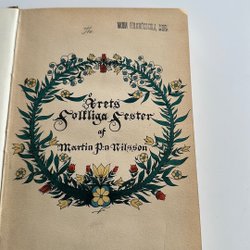 Årets
Folkliga Fester
af
Martin P:n Nilsson